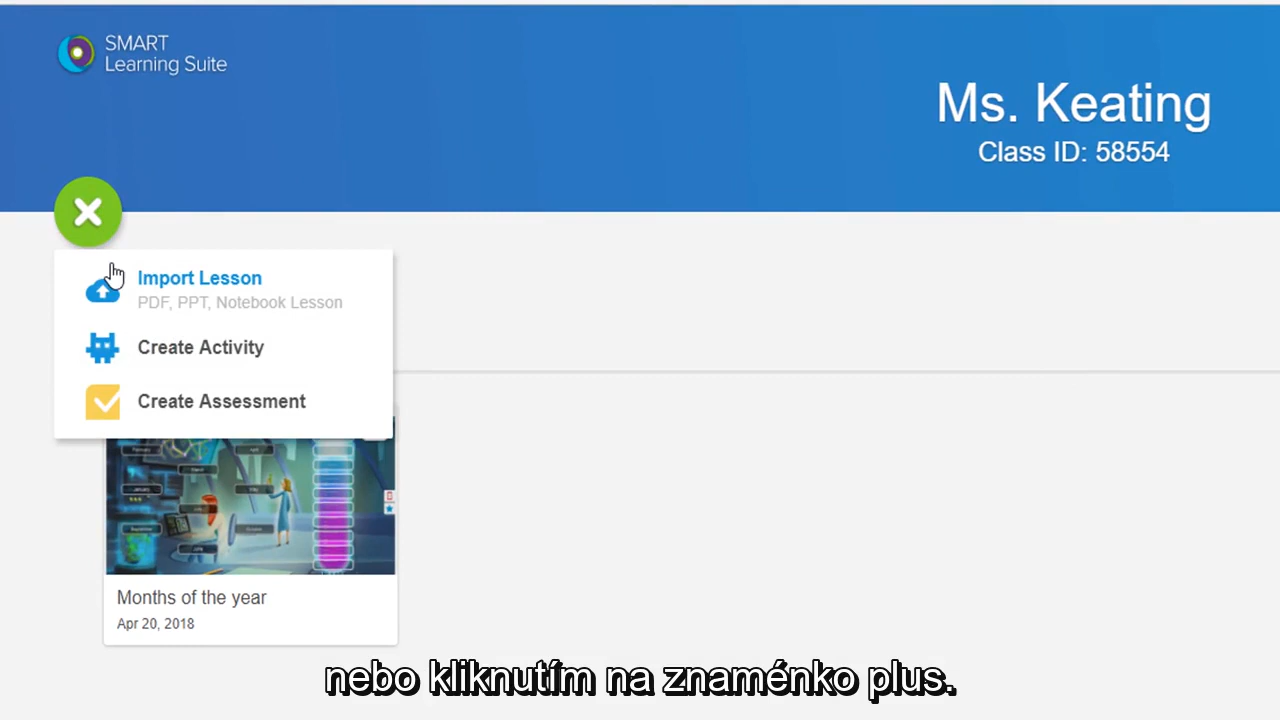 SMART
Learning Suite
Ms. Keating
Class ID: 58554
Import Lesson
PDF, PPT, Notebook Lesson
Create Activity
Create Assessment
Months of the year
Apr 20, 2018
nebo kliknutím na znaménko plus.